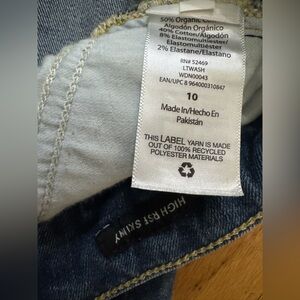 50% Organic
Algodón Orgánico
40% Cotton/Algodón
8% Elastomultiester/
Elastomultiéster
2% Elastane/Elastano
RN# 52469
LTWASH
WDN00043
EAN/UPC 8 964000310847
10
Made In/Hecho En
Pakistán
THIS LABEL YARN IS MADE
OUT OF 100% RECYCLED
POLYESTER MATERIALS
HIGH RISE SKINNY